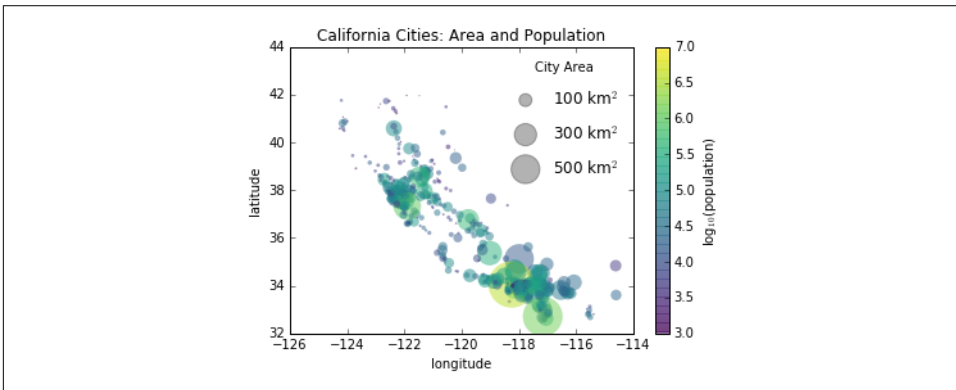 California Cities: Area and Population
44
42
40
38
36
34
32
−126
−124
−122
−120
−118
−116
−114
latitude
longitude
City Area
100 km²
300 km²
500 km²
7.0
6.5
6.0
5.5
5.0
4.5
4.0
3.5
3.0
log₁₀(population)